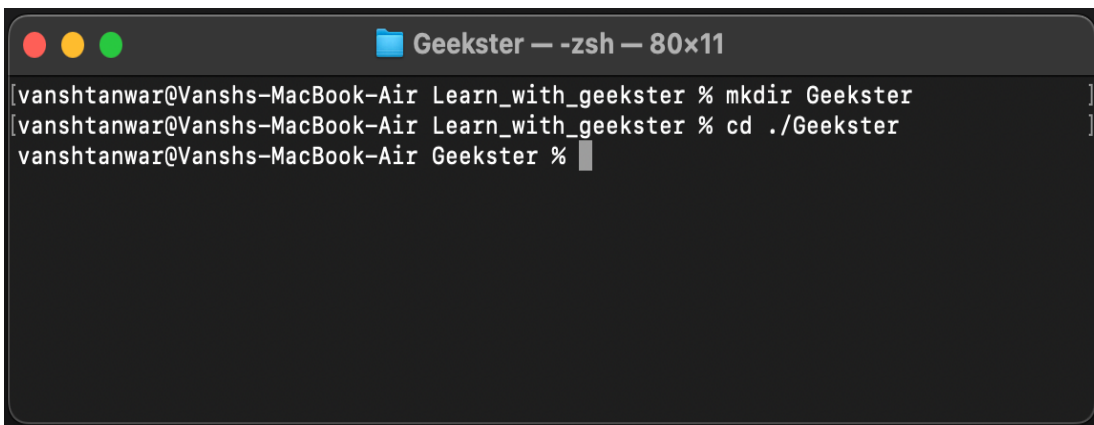 Geekster — -zsh — 80×11
[vanshtanwar@Vanshs-MacBook-Air Learn_with_geekster % mkdir Geekster ]
[vanshtanwar@Vanshs-MacBook-Air Learn_with_geekster % cd ./Geekster ]
vanshtanwar@Vanshs-MacBook-Air Geekster %